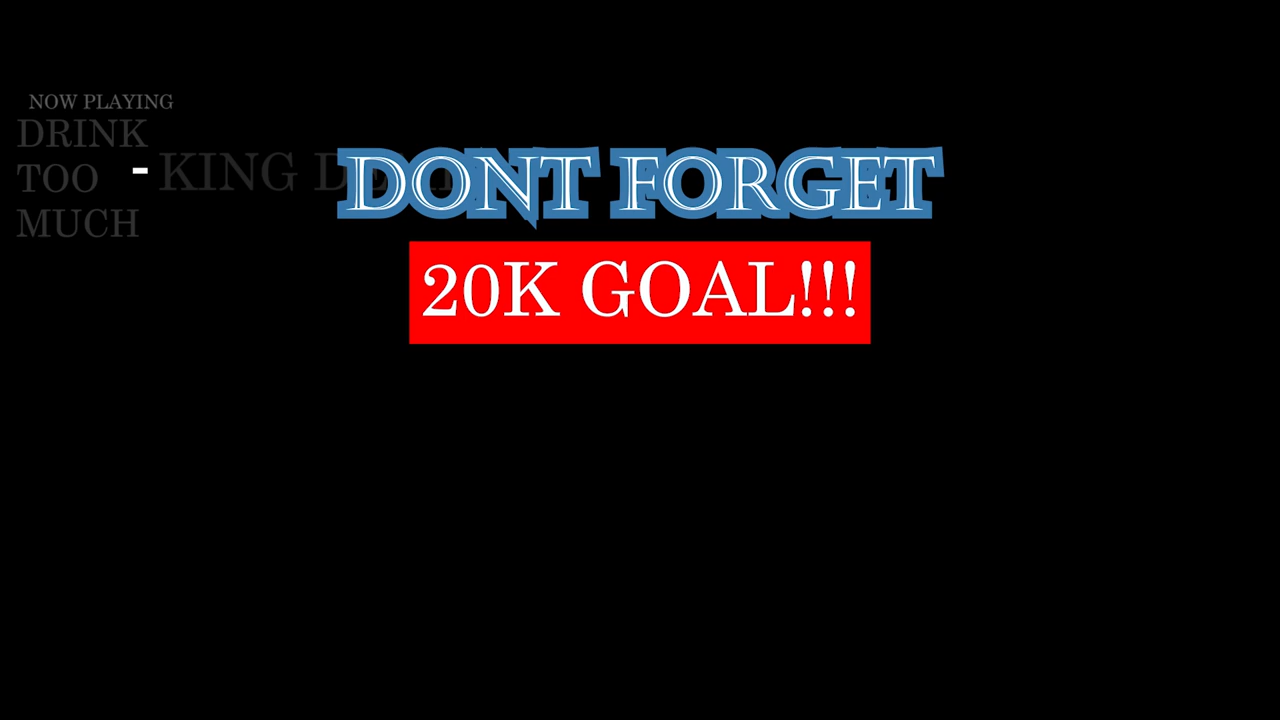 NOW PLAYING
DRINK
TOO
MUCH
- KING
DONT FORGET
20K GOAL!!!